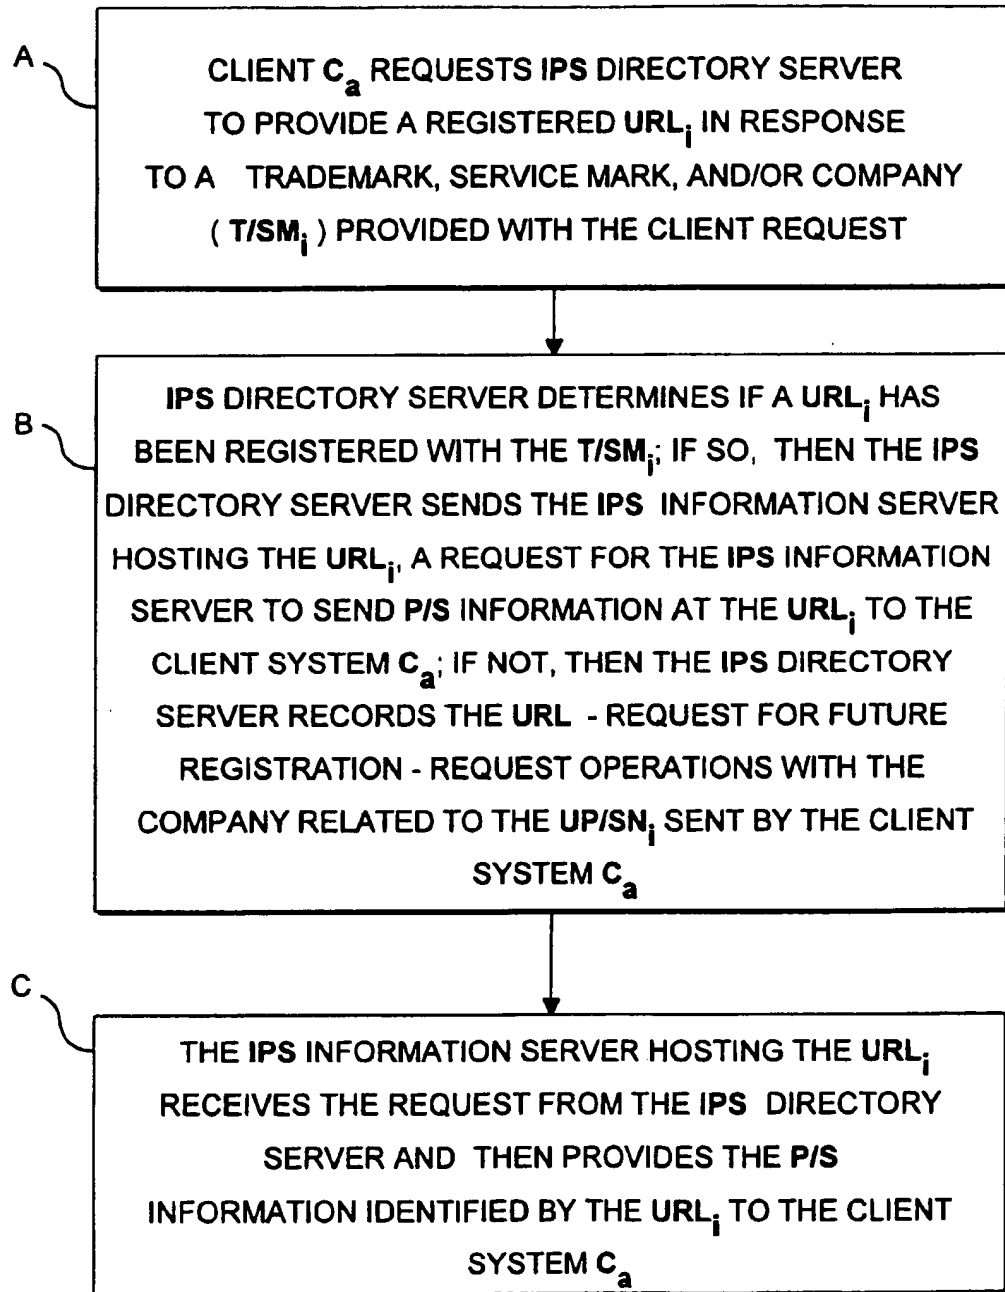 A
CLIENT Ca REQUESTS IPS DIRECTORY SERVER
TO PROVIDE A REGISTERED URLi IN RESPONSE
TO A TRADEMARK, SERVICE MARK, AND/OR COMPANY
( T/SMi ) PROVIDED WITH THE CLIENT REQUEST
B
IPS DIRECTORY SERVER DETERMINES IF A URLi HAS
BEEN REGISTERED WITH THE T/SMi; IF SO, THEN THE IPS
DIRECTORY SERVER SENDS THE IPS INFORMATION SERVER
HOSTING THE URLi, A REQUEST FOR THE IPS INFORMATION
SERVER TO SEND P/S INFORMATION AT THE URLi TO THE
CLIENT SYSTEM Ca; IF NOT, THEN THE IPS DIRECTORY
SERVER RECORDS THE URL - REQUEST FOR FUTURE
REGISTRATION - REQUEST OPERATIONS WITH THE
COMPANY RELATED TO THE UP/SNi SENT BY THE CLIENT
SYSTEM Ca
C
THE IPS INFORMATION SERVER HOSTING THE URLi
RECEIVES THE REQUEST FROM THE IPS DIRECTORY
SERVER AND THEN PROVIDES THE P/S
INFORMATION IDENTIFIED BY THE URLi TO THE CLIENT
SYSTEM Ca